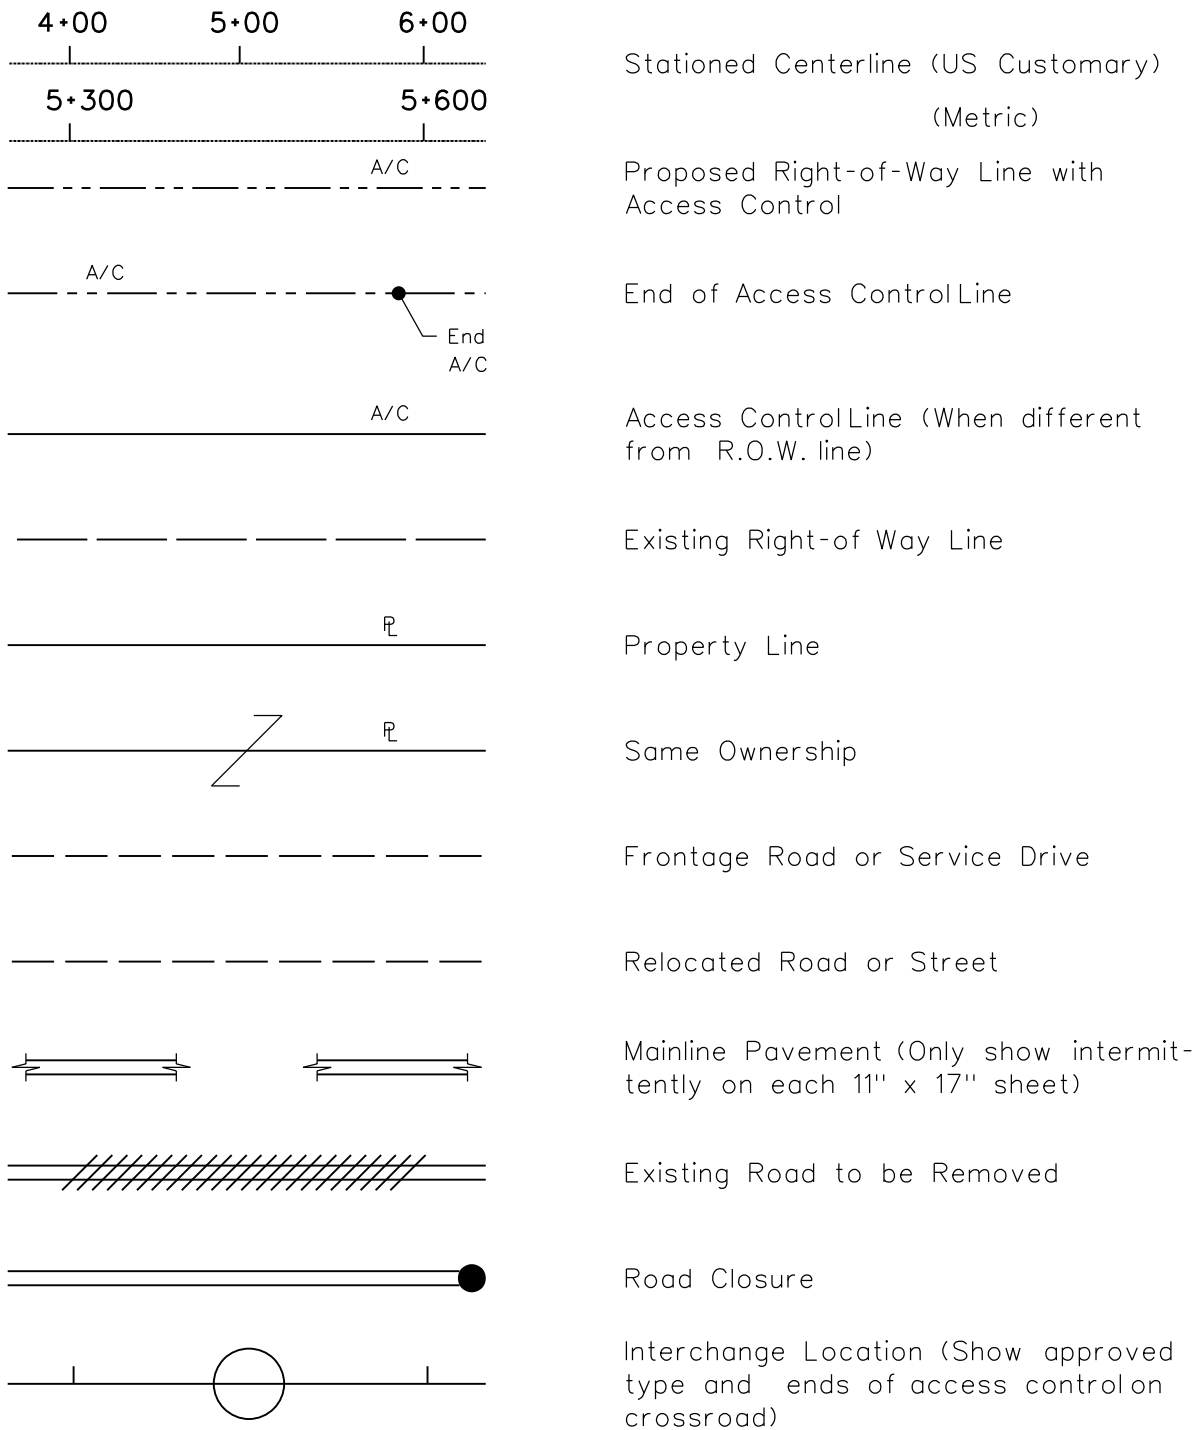 4+00 5+00 6+00
Stationed Centerline (US Customary)
5+300 5+600
(Metric)
A/C
Proposed Right-of-Way Line with
Access Control
A/C
End of Access Control Line
End
A/C
A/C
Access Control Line (When different
from R.O.W. line)
Existing Right-of Way Line
PL
Property Line
PL
Same Ownership
Frontage Road or Service Drive
Relocated Road or Street
Mainline Pavement (Only show intermit-
tently on each 11" x 17" sheet)
Existing Road to be Removed
Road Closure
Interchange Location (Show approved
type and ends of access control on
crossroad)